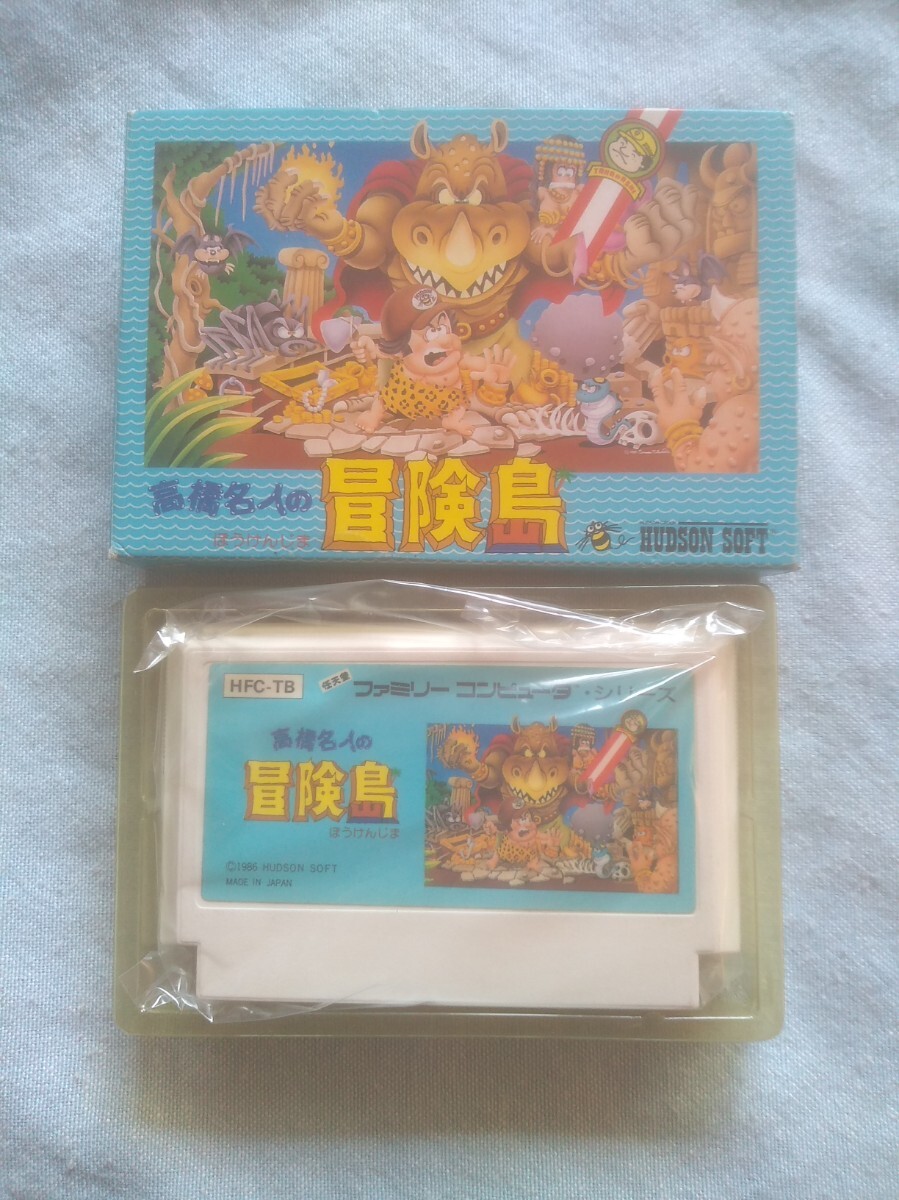 高橋名人の
冒険島
ぼうけんじま
HUDSON SOFT
HFC-TB
任天堂
ファミリー コンピュータ・シリーズ
高橋名人の
冒険島
ぼうけんじま
©1986 HUDSON SOFT
MADE IN JAPAN